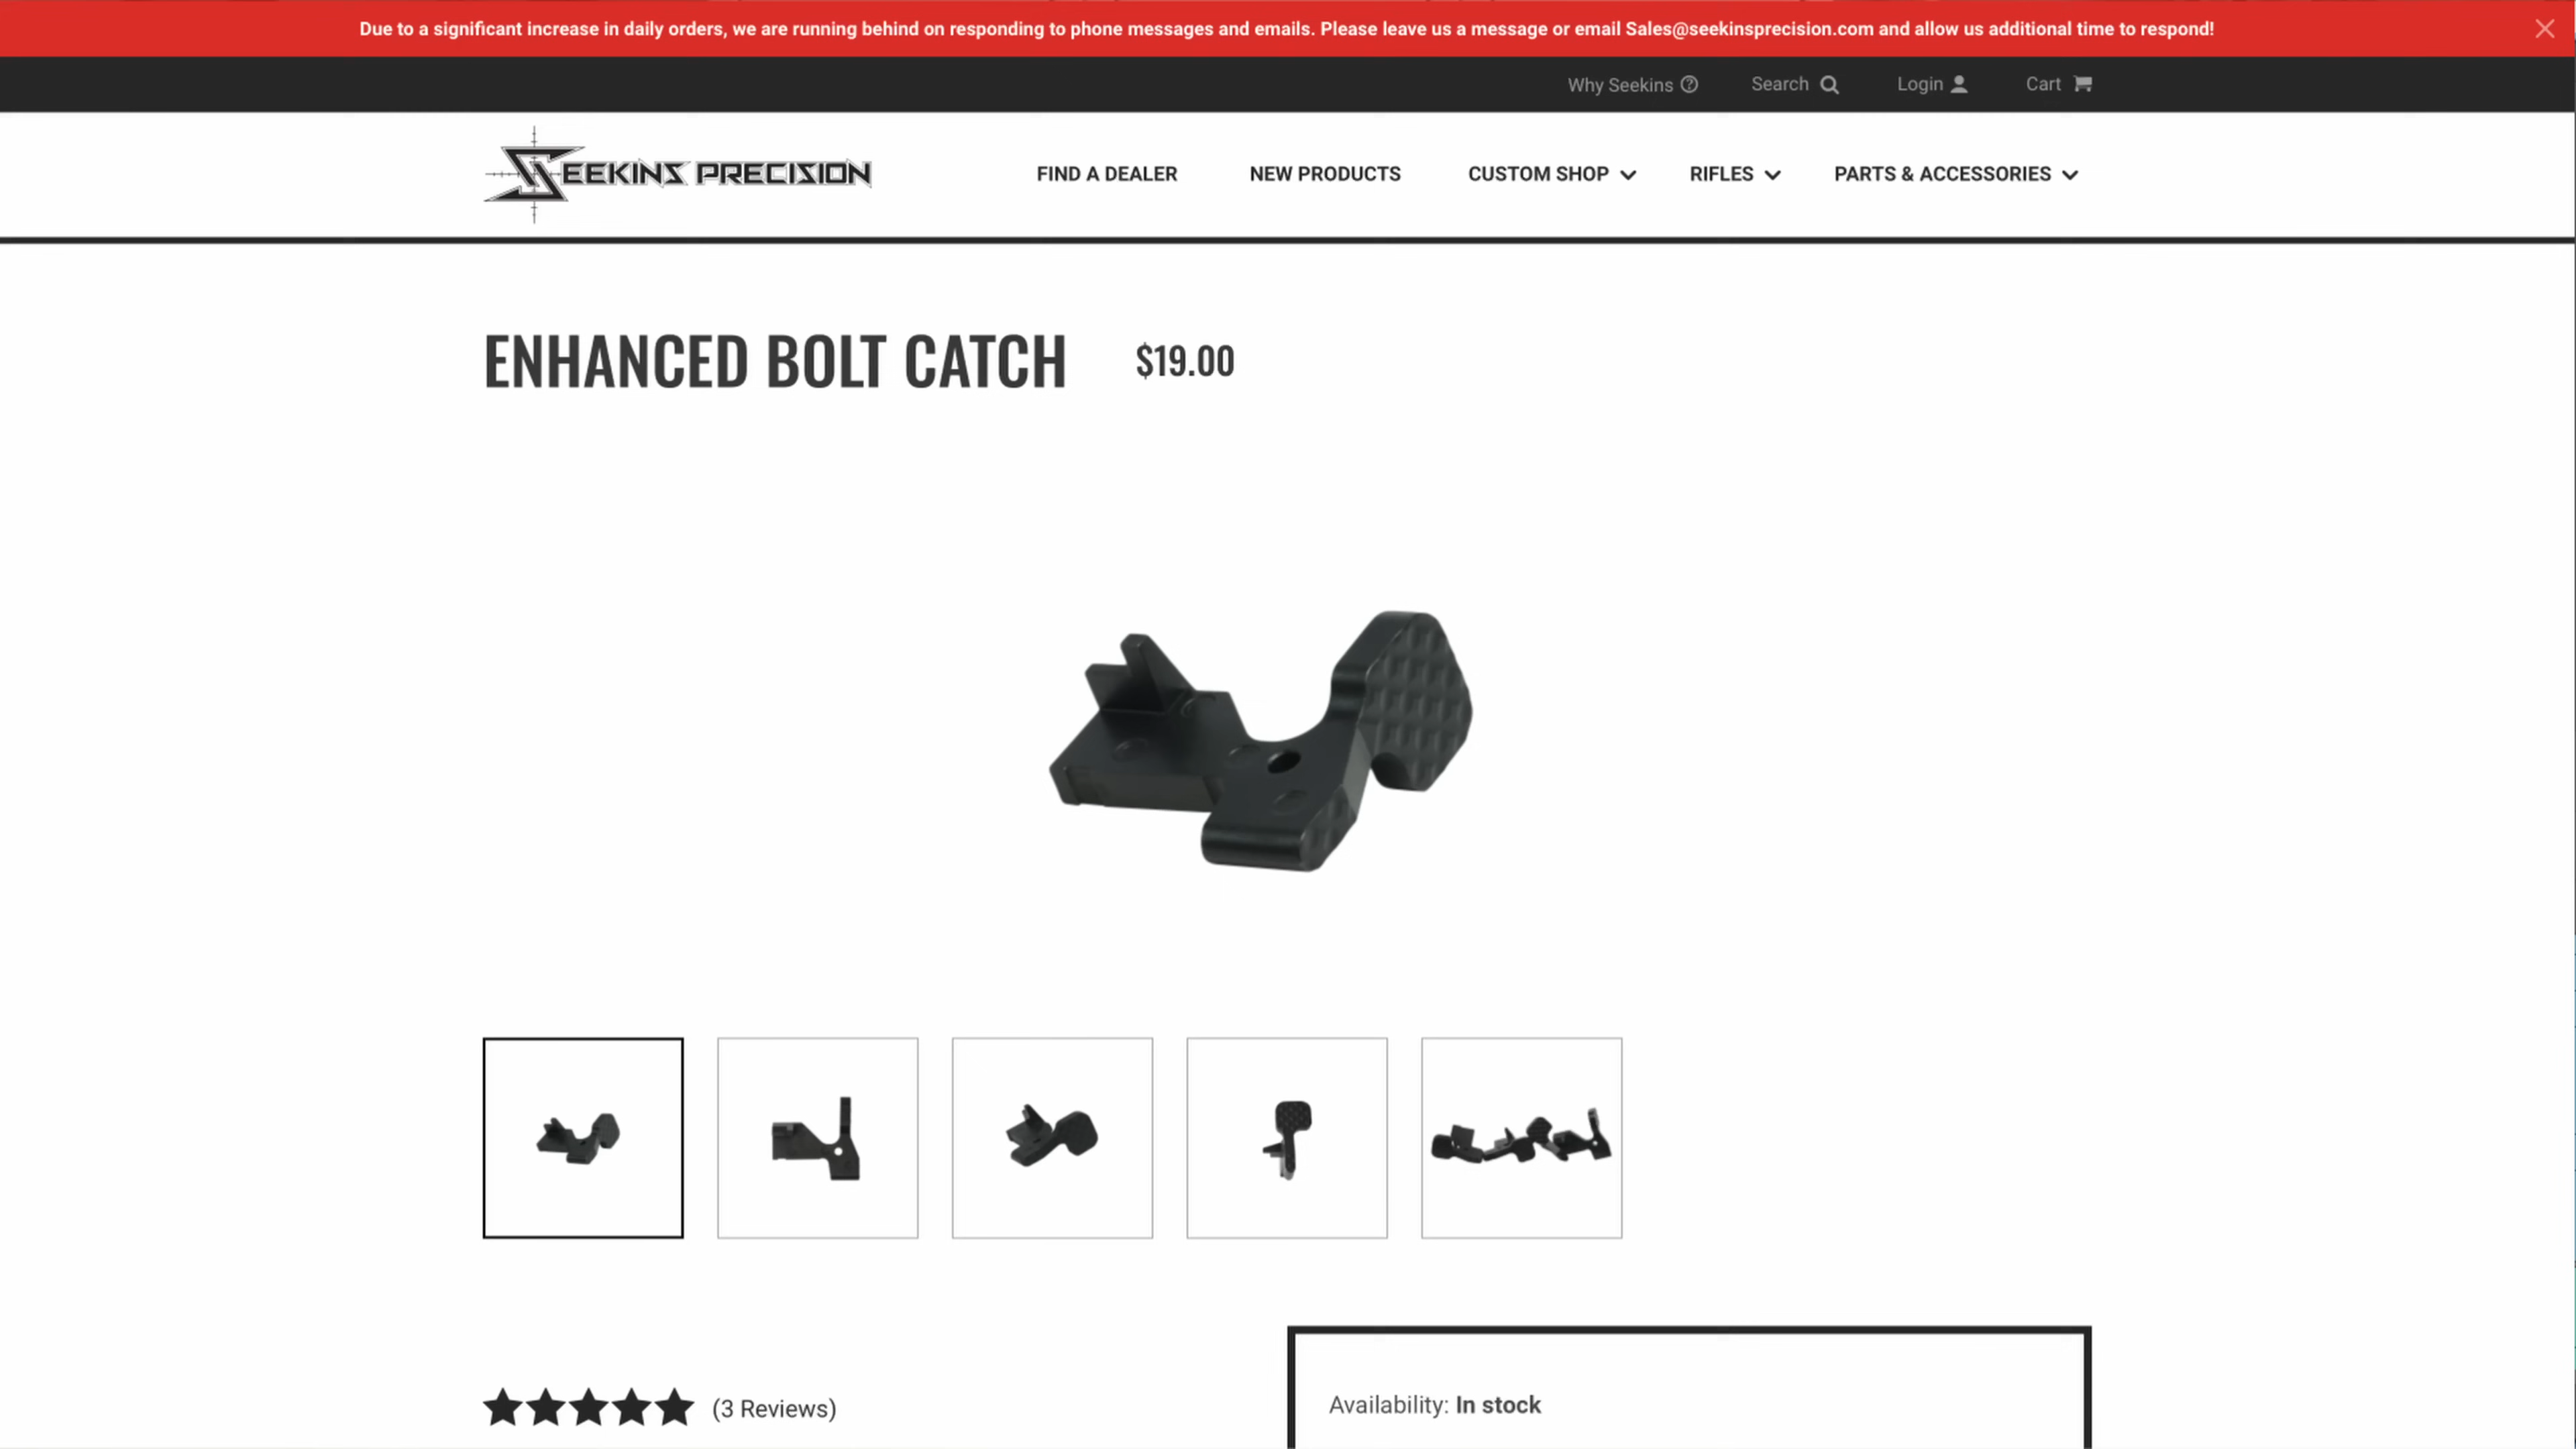 Due to a significant increase in daily orders, we are running behind on responding to phone messages and emails. Please leave us a message or email Sales@seekinsprecision.com and allow us additional time to respond!
Why Seekins Search Login Cart
SEEKINS PRECISION FIND A DEALER NEW PRODUCTS CUSTOM SHOP RIFLES PARTS & ACCESSORIES
ENHANCED BOLT CATCH $19.00
(3 Reviews)
Availability: In stock